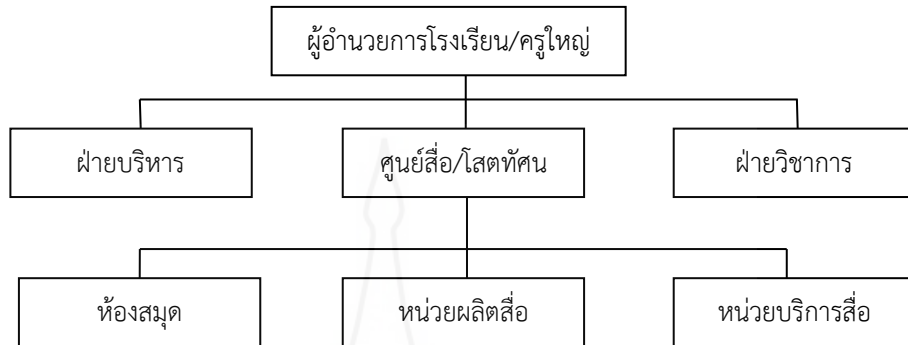 ผู้อำนวยการโรงเรียน/ครูใหญ่
ฝ่ายบริหาร
ศูนย์สื่อ/โสตทัศน
ฝ่ายวิชาการ
ห้องสมุด
หน่วยผลิตสื่อ
หน่วยบริการสื่อ